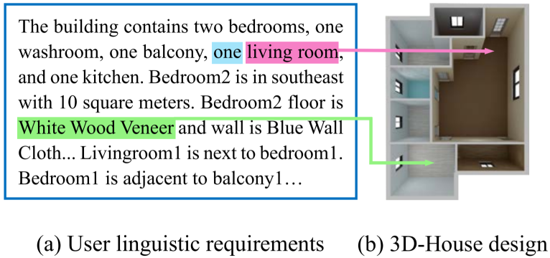 The building contains two bedrooms, one
washroom, one balcony, one living room,
and one kitchen. Bedroom2 is in southeast
with 10 square meters. Bedroom2 floor is
White Wood Veneer and wall is Blue Wall
Cloth... Livingroom1 is next to bedroom1.
Bedroom1 is adjacent to balcony1…
(a) User linguistic requirements (b) 3D-House design